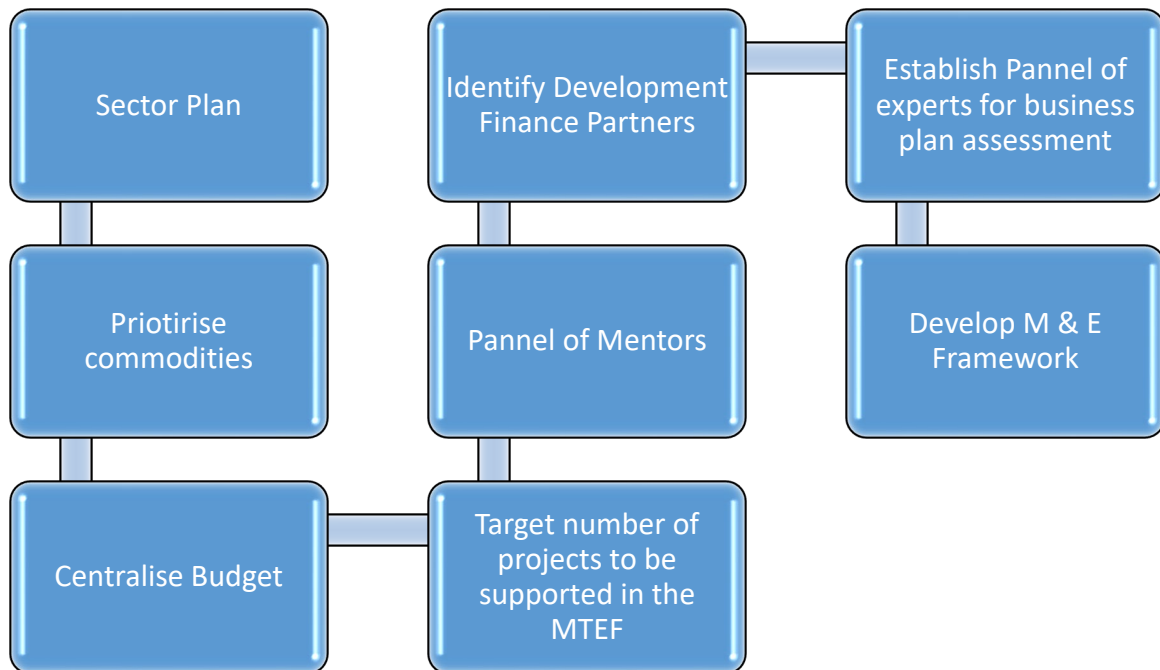 Sector Plan
Priotirise
commodities
Centralise Budget
Target number of
projects to be
supported in the
MTEF
Pannel of Mentors
Identify Development
Finance Partners
Establish Pannel of
experts for business
plan assessment
Develop M & E
Framework